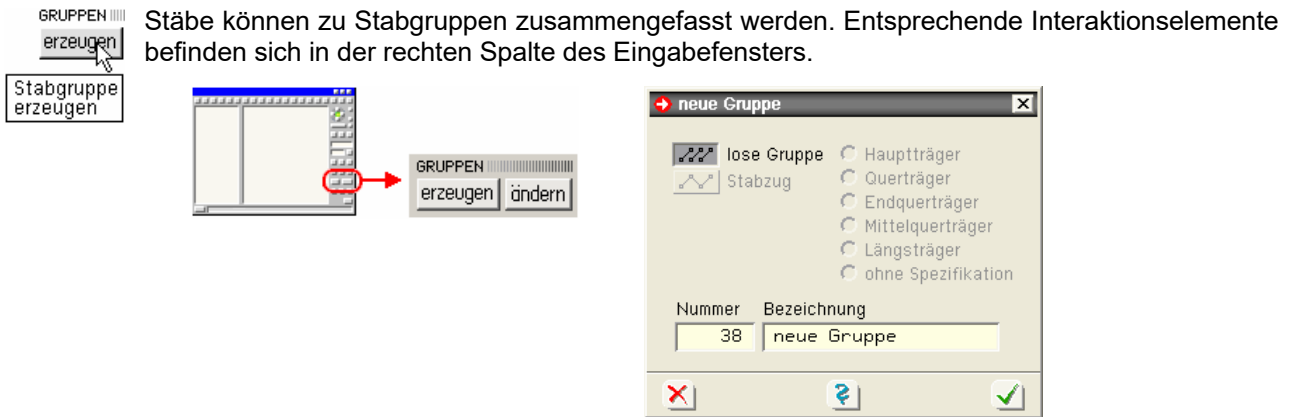 GRUPPEN
erzeugen
Stabgruppe
erzeugen
Stäbe können zu Stabgruppen zusammengefasst werden. Entsprechende Interaktionselemente
befinden sich in der rechten Spalte des Eingabefensters.
GRUPPEN
erzeugen ändern
neue Gruppe
lose Gruppe
Stabzug
Hauptträger
Querträger
Endquerträger
Mittelquerträger
Längsträger
ohne Spezifikation
Nummer Bezeichnung
38 neue Gruppe